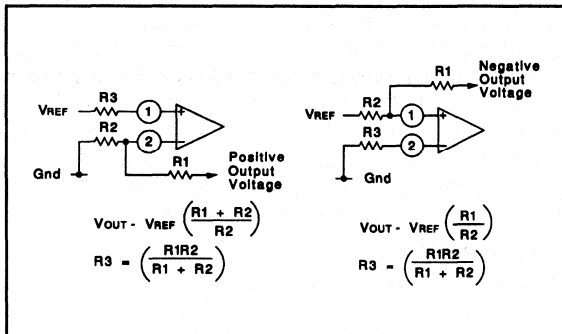 R3
VREF
1
+
R2
2
−
R1
Gnd
Positive
Output
Voltage
VOUT - VREF (R1 + R2 / R2)
R3 = (R1R2 / R1 + R2)
R1
Negative
Output
Voltage
VREF
R2
1
+
R3
2
−
Gnd
VOUT - VREF (R1 / R2)
R3 = (R1R2 / R1 + R2)